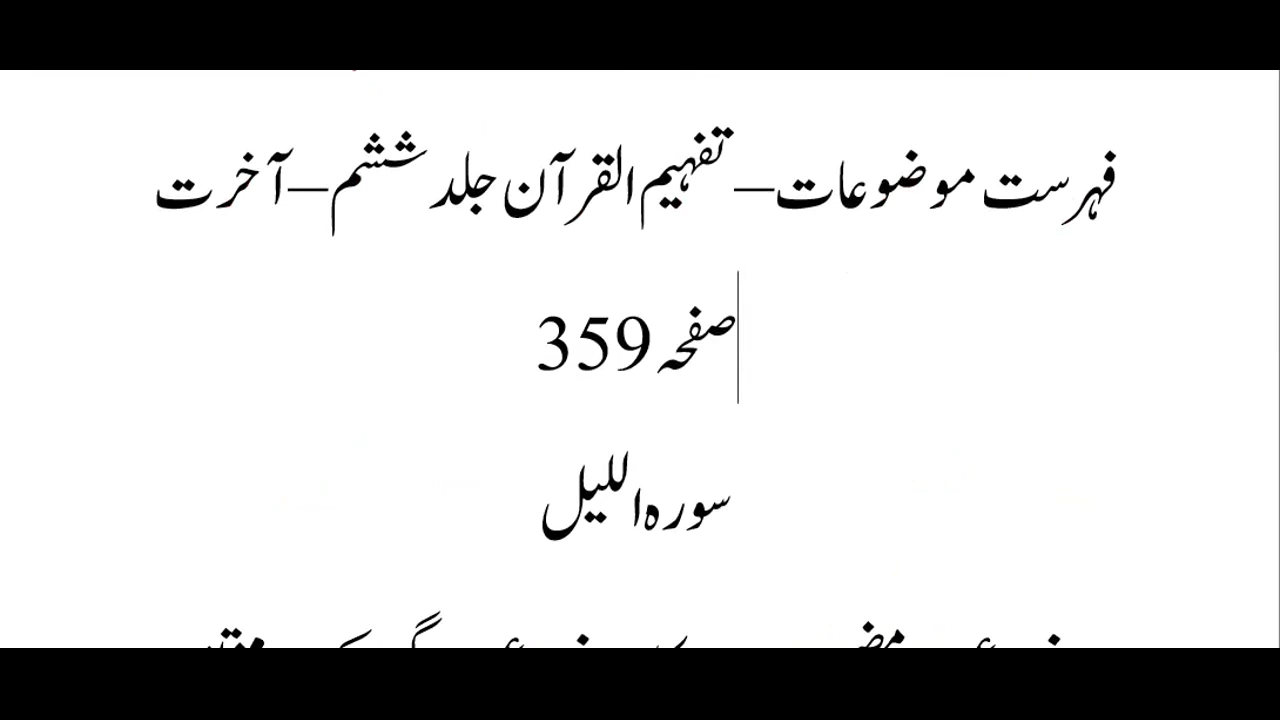 فہرست موضوعات – تفہیم القرآن جلد ششم – آخرت
صفحہ 359
سورہ اللیل